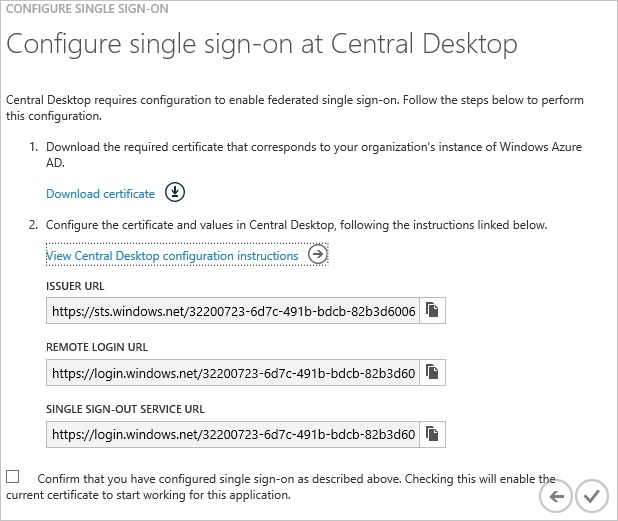 CONFIGURE SINGLE SIGN-ON
Configure single sign-on at Central Desktop
Central Desktop requires configuration to enable federated single sign-on. Follow the steps below to perform
this configuration.
1. Download the required certificate that corresponds to your organization's instance of Windows Azure
AD.
Download certificate
2. Configure the certificate and values in Central Desktop, following the instructions linked below.
View Central Desktop configuration instructions
ISSUER URL
https://sts.windows.net/32200723-6d7c-491b-bdcb-82b3d6006
REMOTE LOGIN URL
https://login.windows.net/32200723-6d7c-491b-bdcb-82b3d60
SINGLE SIGN-OUT SERVICE URL
https://login.windows.net/32200723-6d7c-491b-bdcb-82b3d60
Confirm that you have configured single sign-on as described above. Checking this will enable the
current certificate to start working for this application.